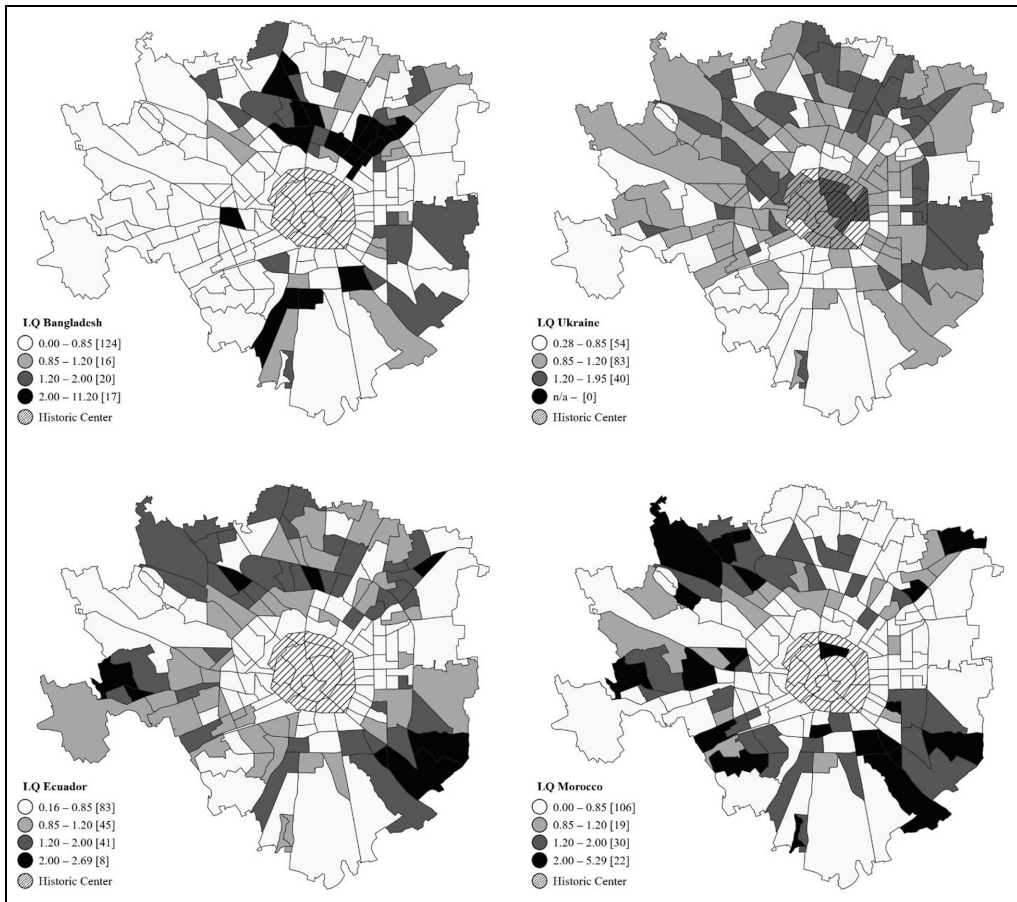 LQ Bangladesh
0.00 – 0.85 [124]
0.85 – 1.20 [16]
1.20 – 2.00 [20]
2.00 – 11.20 [17]
Historic Center
LQ Ukraine
0.28 – 0.85 [54]
0.85 – 1.20 [83]
1.20 – 1.95 [40]
n/a – [0]
Historic Center
LQ Ecuador
0.16 – 0.85 [83]
0.85 – 1.20 [45]
1.20 – 2.00 [41]
2.00 – 2.69 [8]
Historic Center
LQ Morocco
0.00 – 0.85 [106]
0.85 – 1.20 [19]
1.20 – 2.00 [30]
2.00 – 5.29 [22]
Historic Center